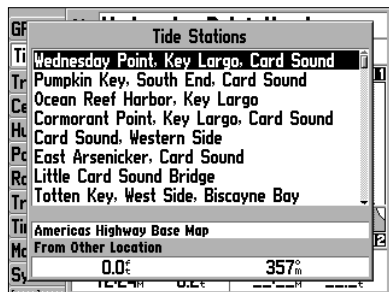 Tide Stations
Wednesday Point, Key Largo, Card Sound
Pumpkin Key, South End, Card Sound
Ocean Reef Harbor, Key Largo
Cormorant Point, Key Largo, Card Sound
Card Sound, Western Side
East Arsenicker, Card Sound
Little Card Sound Bridge
Totten Key, West Side, Biscayne Bay
Americas Highway Base Map
From Other Location
0.0ft 357°m